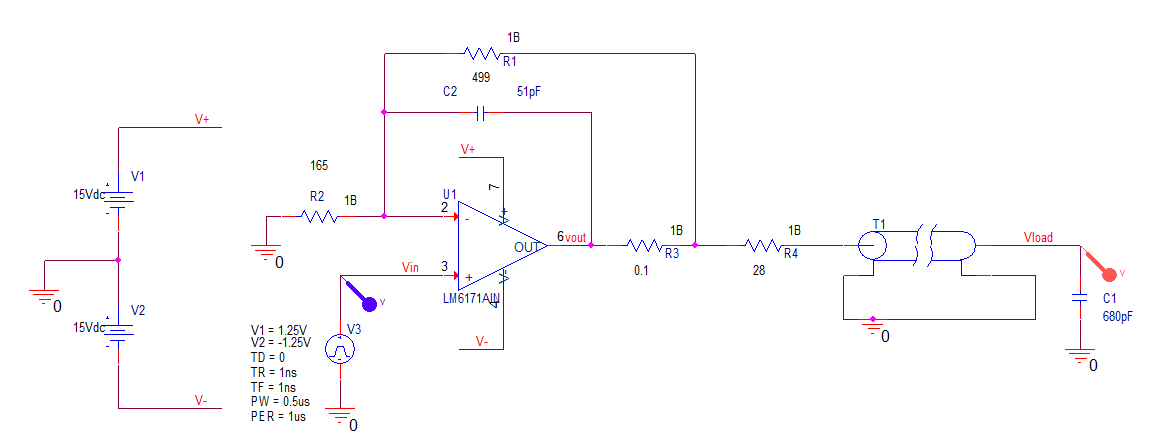 1B
R1
499
C2
51pF
V+
V+
165
V1
7
15Vdc
R2
1B
U1
2
-
V+
1B
1B
T1
OUT
6
vout
Vload
R3
R4
0
Vin
3
+
V-
0.1
28
V
V
0
LM6171AIN
4
C1
680pF
V2
15Vdc
V1 = 1.25V
V2 = -1.25V
TD = 0
TR = 1ns
TF = 1ns
PW = 0.5us
PER = 1us
V3
V-
0
0
V-
0
0